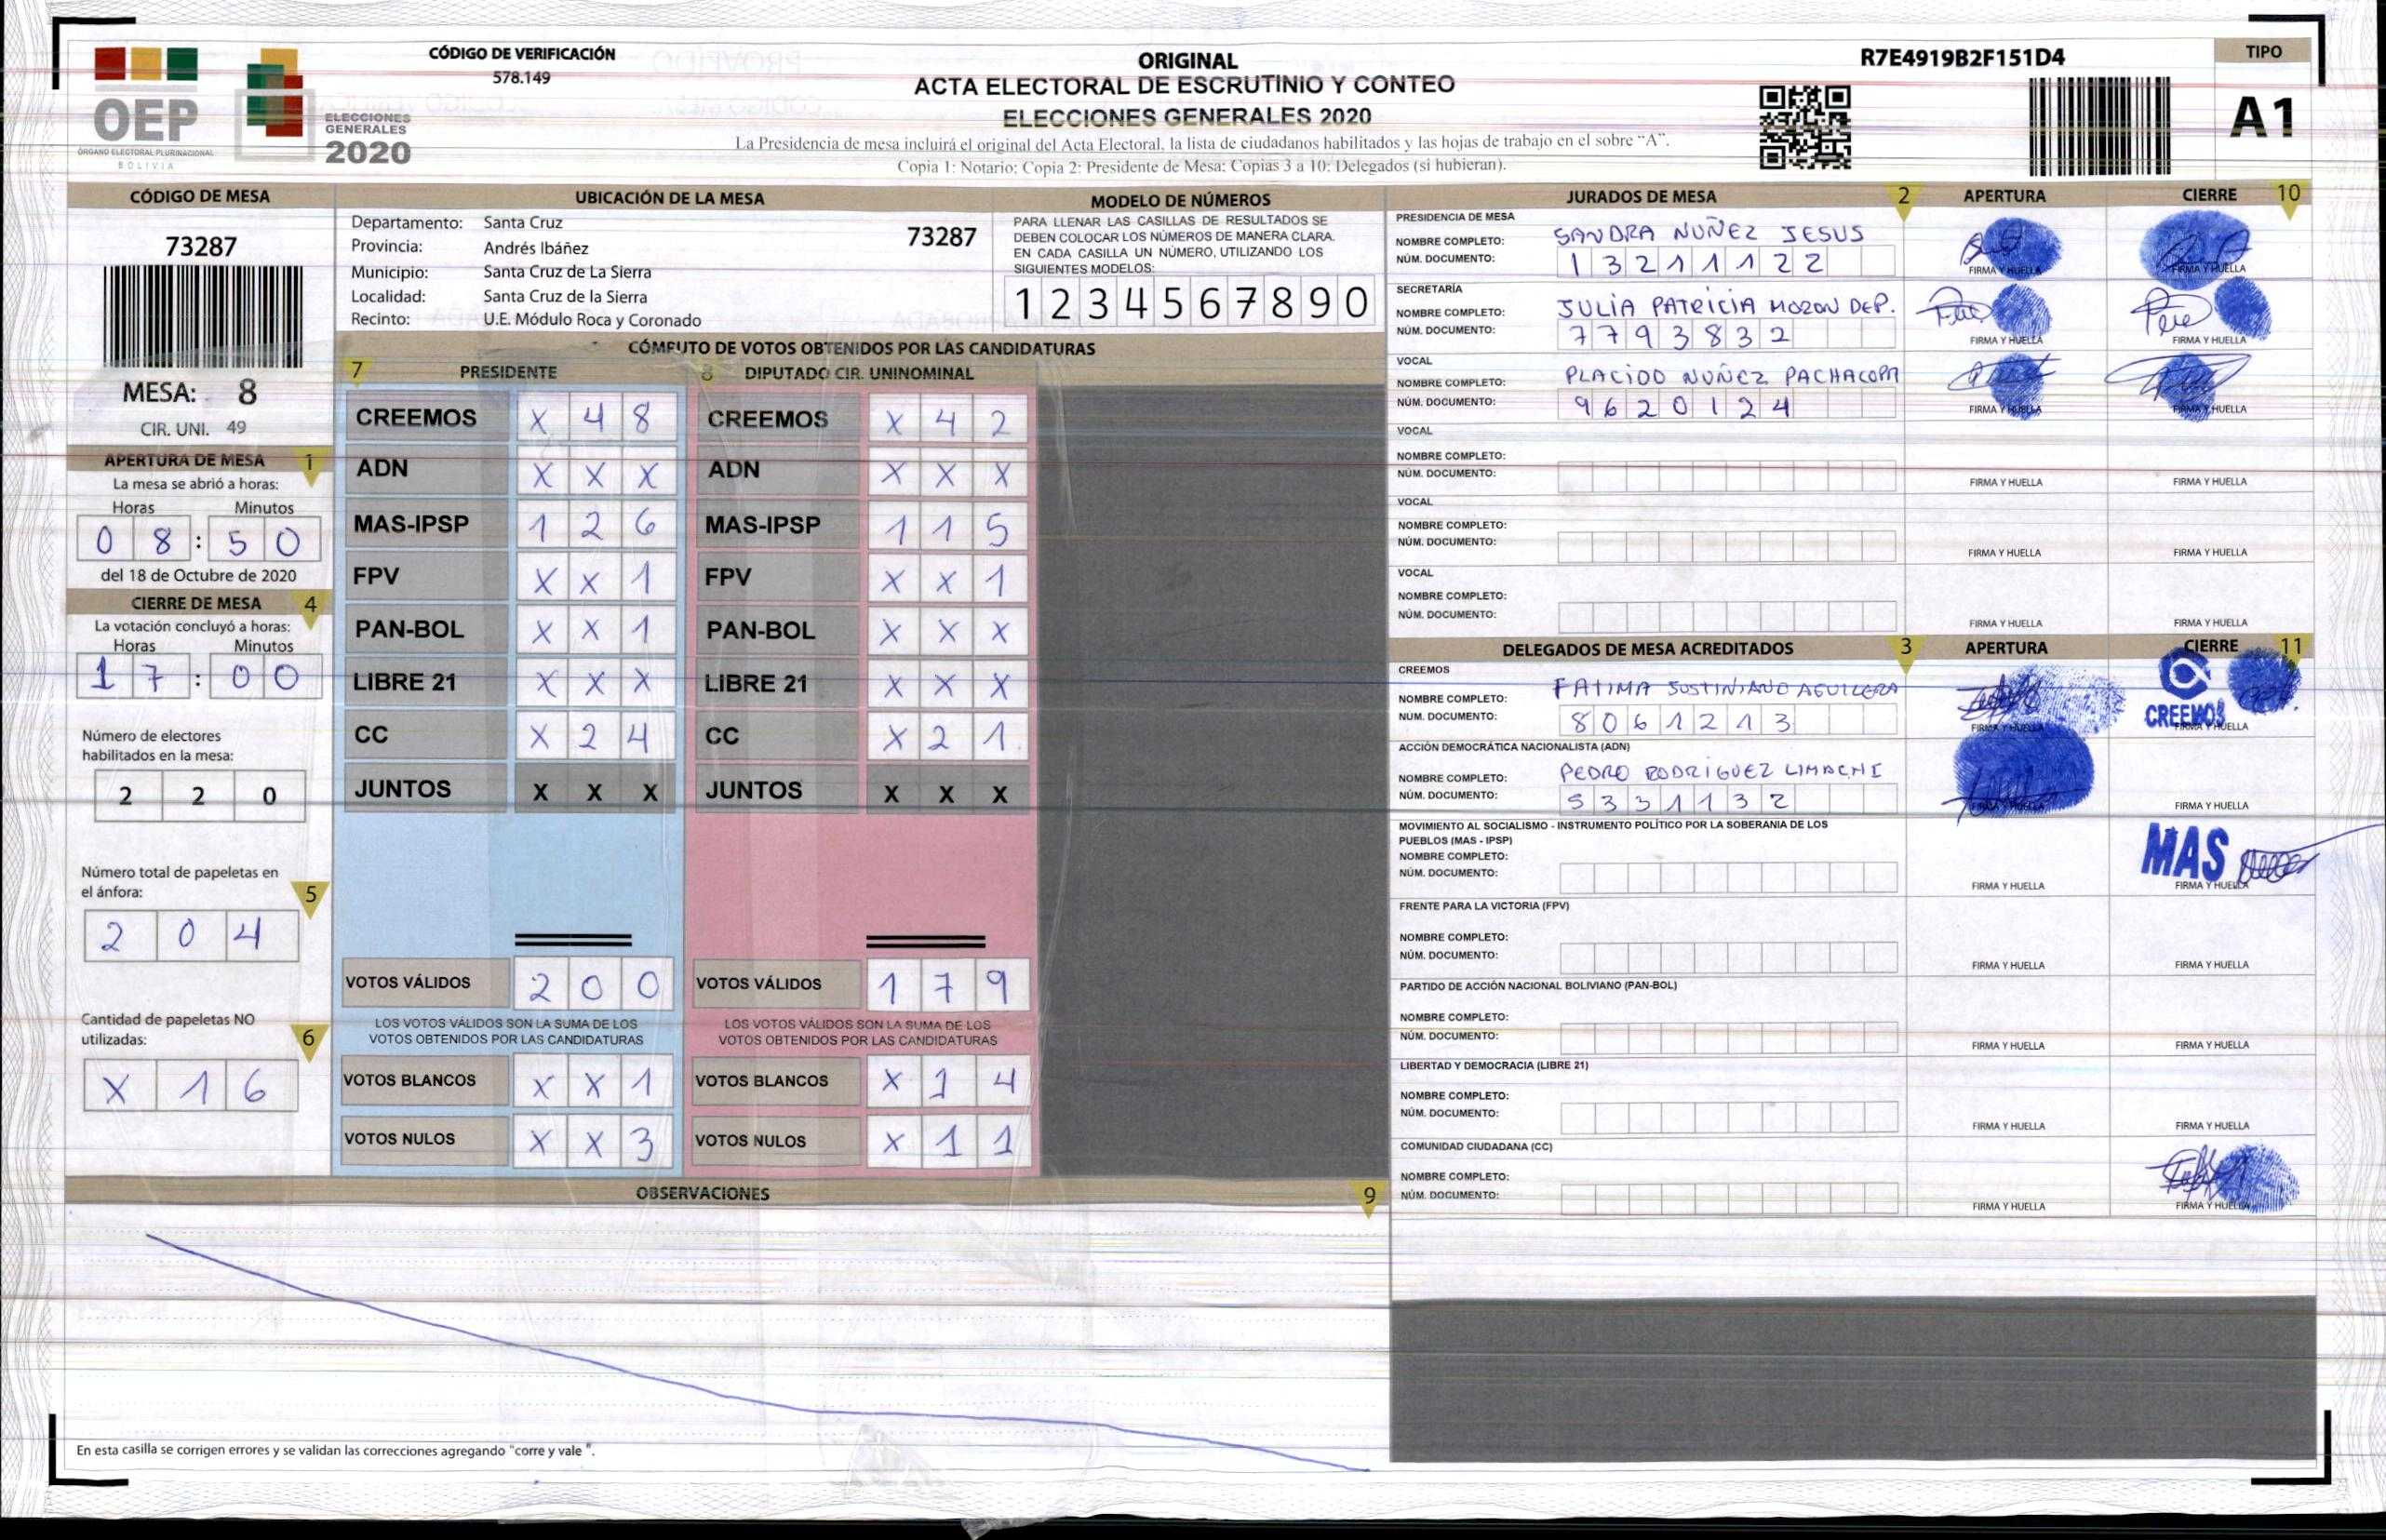 CÓDIGO DE VERIFICACIÓN
578.149
ORIGINAL
ACTA ELECTORAL DE ESCRUTINIO Y CONTEO
ELECCIONES GENERALES 2020
La Presidencia de mesa incluirá el original del Acta Electoral, la lista de ciudadanos habilitados y las hojas de trabajo en el sobre "A".
Copia 1: Notario; Copia 2: Presidente de Mesa; Copias 3 a 10: Delegados (si hubieran).
R7E4919B2F151D4
TIPO
A1
OEP
ÓRGANO ELECTORAL PLURINACIONAL
BOLIVIA
ELECCIONES
GENERALES
2020
CÓDIGO DE MESA
73287
MESA: 8
CIR. UNI. 49
APERTURA DE MESA 1
La mesa se abrió a horas:
Horas Minutos
0 8 : 5 0
del 18 de Octubre de 2020
CIERRE DE MESA 4
La votación concluyó a horas:
Horas Minutos
1 7 : 0 0
Número de electores
habilitados en la mesa:
2 2 0
Número total de papeletas en
el ánfora: 5
2 0 4
Cantidad de papeletas NO
utilizadas: 6
X 1 6
UBICACIÓN DE LA MESA
Departamento: Santa Cruz
73287
Provincia: Andrés Ibáñez
Municipio: Santa Cruz de La Sierra
Localidad: Santa Cruz de la Sierra
Recinto: U.E. Módulo Roca y Coronado
MODELO DE NÚMEROS
PARA LLENAR LAS CASILLAS DE RESULTADOS SE
DEBEN COLOCAR LOS NÚMEROS DE MANERA CLARA.
EN CADA CASILLA UN NÚMERO, UTILIZANDO LOS
SIGUIENTES MODELOS:
1 2 3 4 5 6 7 8 9 0
CÓMPUTO DE VOTOS OBTENIDOS POR LAS CANDIDATURAS
7 PRESIDENTE
CREEMOS X 4 8
ADN X X X
MAS-IPSP 1 2 6
FPV X X 1
PAN-BOL X X 1
LIBRE 21 X X X
CC X 2 4
JUNTOS X X X
VOTOS VÁLIDOS 2 0 0
LOS VOTOS VÁLIDOS SON LA SUMA DE LOS
VOTOS OBTENIDOS POR LAS CANDIDATURAS
VOTOS BLANCOS X X 1
VOTOS NULOS X X 3
8 DIPUTADO CIR. UNINOMINAL
CREEMOS X 4 2
ADN X X X
MAS-IPSP 1 1 5
FPV X X 1
PAN-BOL X X X
LIBRE 21 X X X
CC X 2 1
JUNTOS X X X
VOTOS VÁLIDOS 1 7 9
LOS VOTOS VÁLIDOS SON LA SUMA DE LOS
VOTOS OBTENIDOS POR LAS CANDIDATURAS
VOTOS BLANCOS X 1 4
VOTOS NULOS X 1 1
OBSERVACIONES 9
En esta casilla se corrigen errores y se validan las correcciones agregando "corre y vale".
JURADOS DE MESA 2 APERTURA CIERRE 10
PRESIDENCIA DE MESA
NOMBRE COMPLETO: SANDRA NUÑEZ JESUS
NÚM. DOCUMENTO: 1 3 2 1 1 1 2 2
FIRMA Y HUELLA FIRMA Y HUELLA
SECRETARÍA
NOMBRE COMPLETO: JULIA PATRICIA MOZON DEP.
NÚM. DOCUMENTO: 7 7 9 3 8 3 2
FIRMA Y HUELLA FIRMA Y HUELLA
VOCAL
NOMBRE COMPLETO: PLACIDO NUÑEZ PACHACOPA
NÚM. DOCUMENTO: 9 6 2 0 1 2 4
FIRMA Y HUELLA FIRMA Y HUELLA
VOCAL
NOMBRE COMPLETO:
NÚM. DOCUMENTO:
FIRMA Y HUELLA FIRMA Y HUELLA
VOCAL
NOMBRE COMPLETO:
NÚM. DOCUMENTO:
FIRMA Y HUELLA FIRMA Y HUELLA
VOCAL
NOMBRE COMPLETO:
NÚM. DOCUMENTO:
FIRMA Y HUELLA FIRMA Y HUELLA
DELEGADOS DE MESA ACREDITADOS 3 APERTURA CIERRE 11
CREEMOS
NOMBRE COMPLETO: FATIMA JUSTINIANO AGUILERA
NÚM. DOCUMENTO: 8 0 6 1 2 1 3
FIRMA Y HUELLA CREEMOS FIRMA Y HUELLA
ACCIÓN DEMOCRÁTICA NACIONALISTA (ADN)
NOMBRE COMPLETO: PEDRO RODRIGUEZ LIMACHI
NÚM. DOCUMENTO: 5 3 3 1 1 3 2
FIRMA Y HUELLA FIRMA Y HUELLA
MOVIMIENTO AL SOCIALISMO - INSTRUMENTO POLÍTICO POR LA SOBERANIA DE LOS
PUEBLOS (MAS - IPSP)
NOMBRE COMPLETO:
NÚM. DOCUMENTO:
FIRMA Y HUELLA MAS FIRMA Y HUELLA
FRENTE PARA LA VICTORIA (FPV)
NOMBRE COMPLETO:
NÚM. DOCUMENTO:
FIRMA Y HUELLA FIRMA Y HUELLA
PARTIDO DE ACCIÓN NACIONAL BOLIVIANO (PAN-BOL)
NOMBRE COMPLETO:
NÚM. DOCUMENTO:
FIRMA Y HUELLA FIRMA Y HUELLA
LIBERTAD Y DEMOCRACIA (LIBRE 21)
NOMBRE COMPLETO:
NÚM. DOCUMENTO:
FIRMA Y HUELLA FIRMA Y HUELLA
COMUNIDAD CIUDADANA (CC)
NOMBRE COMPLETO:
NÚM. DOCUMENTO:
FIRMA Y HUELLA FIRMA Y HUELLA